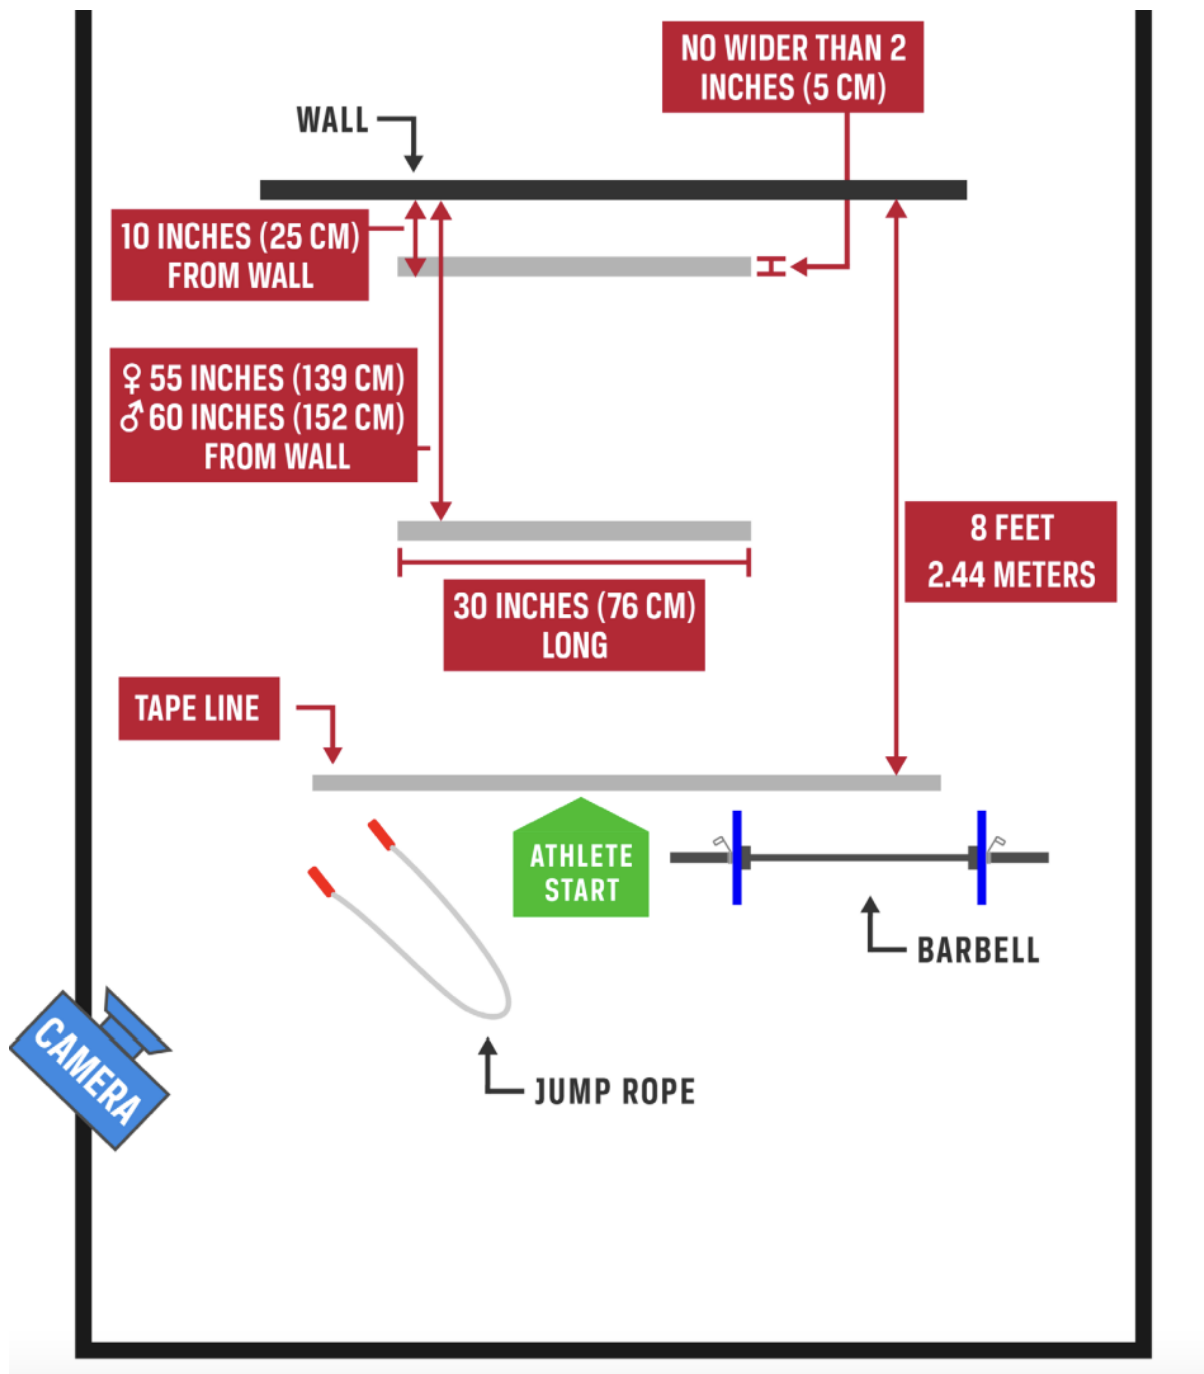 NO WIDER THAN 2
INCHES (5 CM)
WALL
10 INCHES (25 CM)
FROM WALL
♀ 55 INCHES (139 CM)
♂ 60 INCHES (152 CM)
FROM WALL
8 FEET
2.44 METERS
30 INCHES (76 CM)
LONG
TAPE LINE
ATHLETE
START
BARBELL
CAMERA
JUMP ROPE